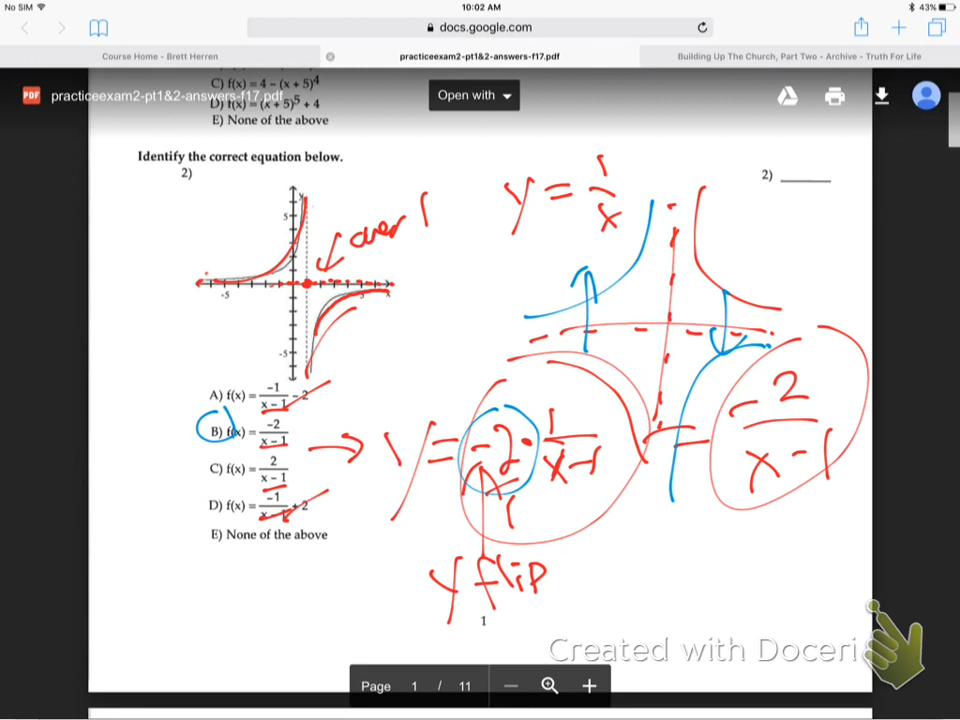 No SIM
10:02 AM
43%
docs.google.com
Course Home - Brett Herren
practiceexam2-pt1&2-answers-f17.pdf
Building Up The Church, Part Two - Archive - Truth For Life
C) f(x) = 4 - (x + 5)^4
PDF practiceexam2-pt1&2-answers-f17.pdf
Open with
D) f(x) = (x + 5)^5 + 4
E) None of the above
Identify the correct equation below.
2)
2) _____
y = 1/x
over 1
y
5
-5
5
x
-5
A) f(x) = -1/(x - 1) - 2
B) f(x) = -2/(x - 1)
C) f(x) = 2/(x - 1)
D) f(x) = -1/(x - 1) + 2
E) None of the above
y = -2/1 · 1/(x-1) = -2/(x-1)
y flip
1
Created with Doceri
Page 1 / 11